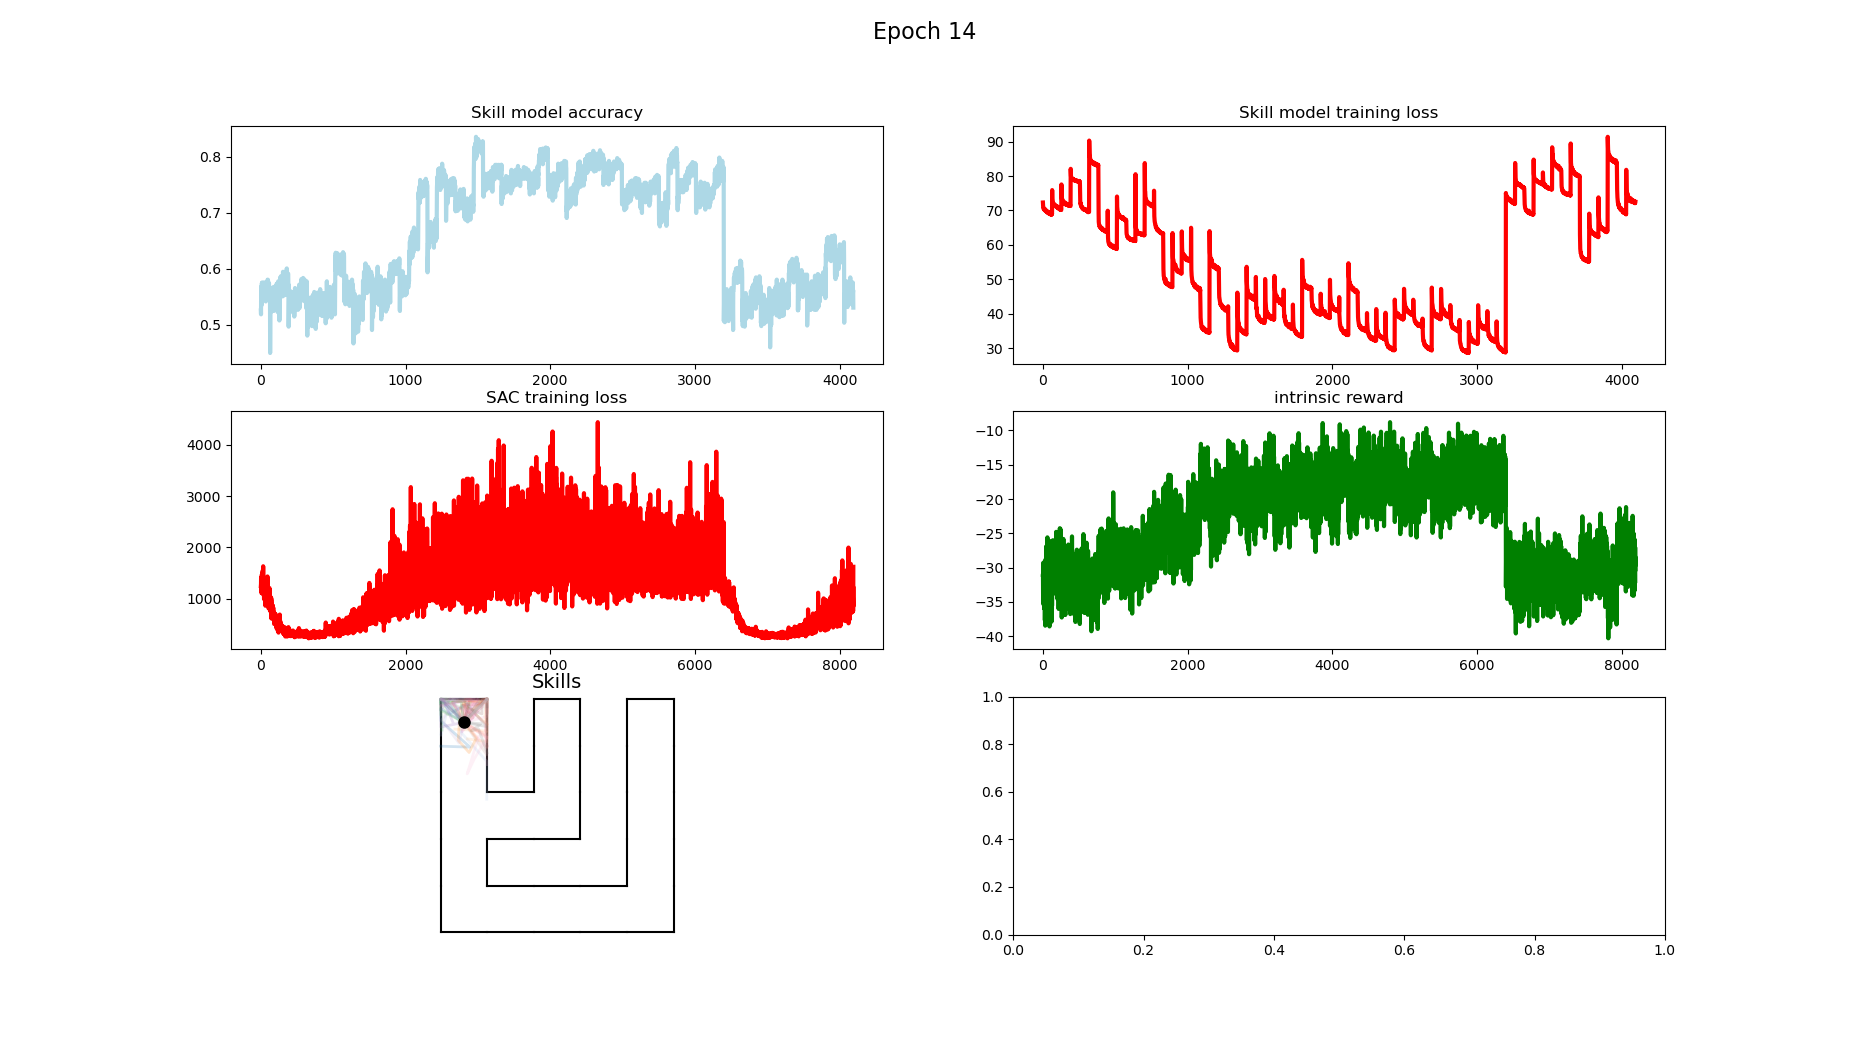 Epoch 14
Skill model accuracy
0.8
0.7
0.6
0.5
0 1000 2000 3000 4000
Skill model training loss
90
80
70
60
50
40
30
0 1000 2000 3000 4000
SAC training loss
4000
3000
2000
1000
0 2000 4000 6000 8000
intrinsic reward
−10
−15
−20
−25
−30
−35
−40
0 2000 4000 6000 8000
Skills
1.0
0.8
0.6
0.4
0.2
0.0
0.0 0.2 0.4 0.6 0.8 1.0